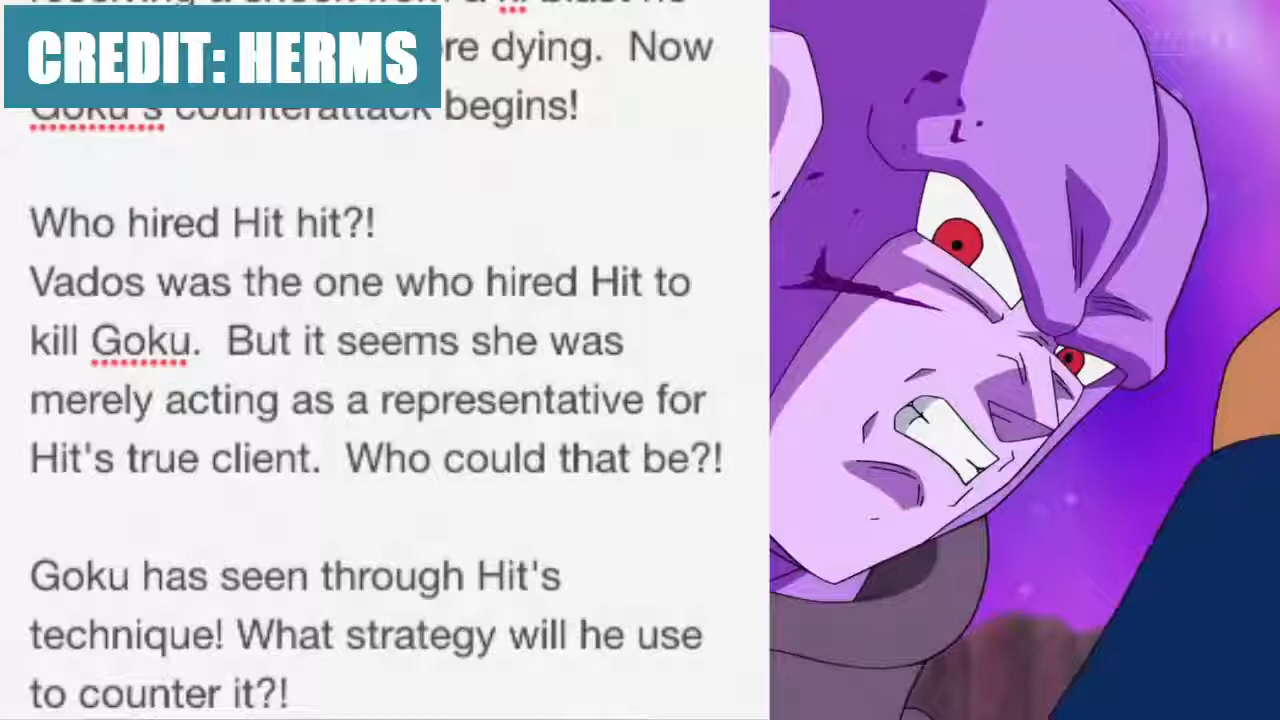 CREDIT: HERMS
dying. Now
Goku's counterattack begins!
Who hired Hit hit?!
Vados was the one who hired Hit to
kill Goku. But it seems she was
merely acting as a representative for
Hit's true client. Who could that be?!
Goku has seen through Hit's
technique! What strategy will he use
to counter it?!